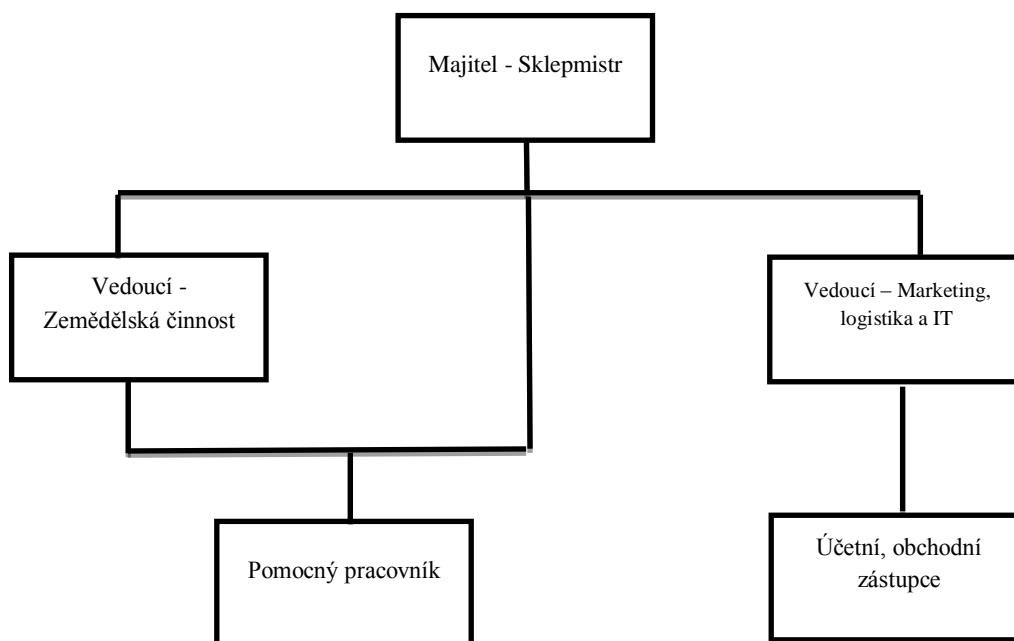 Majitel - Sklepmistr
Vedoucí -
Zemědělská činnost
Vedoucí – Marketing,
logistika a IT
Pomocný pracovník
Účetní, obchodní
zástupce